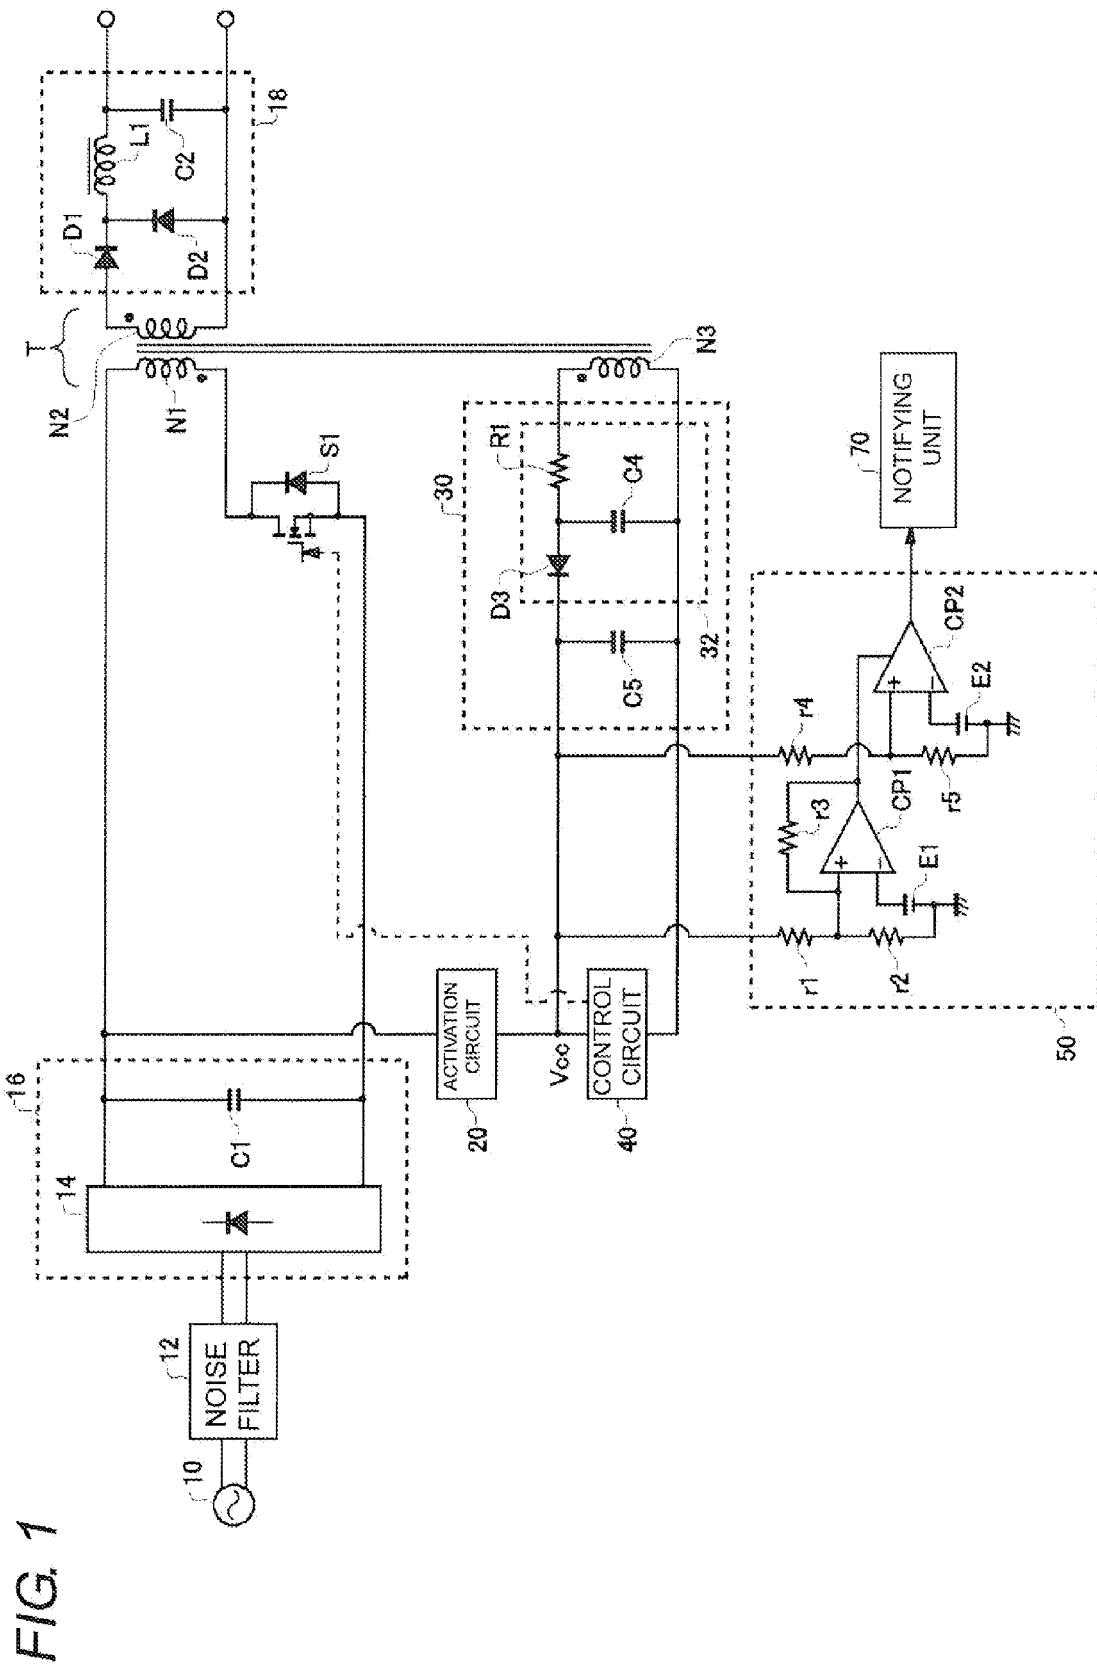 FIG. 1
10
12
NOISE
FILTER
14
16
C1
20
ACTIVATION
CIRCUIT
Vcc
40
CONTROL
CIRCUIT
S1
T
N1
N2
N3
D1
D2
L1
C2
18
30
32
R1
C4
D3
C5
50
r1
r2
r3
r4
r5
+
−
CP1
E1
+
−
CP2
E2
70
NOTIFYING
UNIT